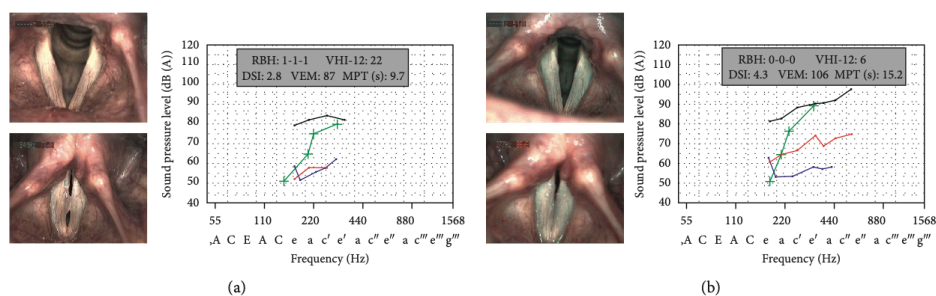 RBH: 1-1-1 VHI-12: 22
DSI: 2.8 VEM: 87 MPT (s): 9.7
Sound pressure level (dB (A))
120
110
100
90
80
70
60
50
40
55 110 220 440 880 1568
,A C E A C e a c′ e′ a c″ e″ a c‴ e‴ g‴
Frequency (Hz)
(a)
RBH: 0-0-0 VHI-12: 6
DSI: 4.3 VEM: 106 MPT (s): 15.2
Sound pressure level (dB (A))
120
110
100
90
80
70
60
50
40
55 110 220 440 880 1568
,A C E A C e a c′ e′ a c″ e″ a c‴ e‴ g‴
Frequency (Hz)
(b)